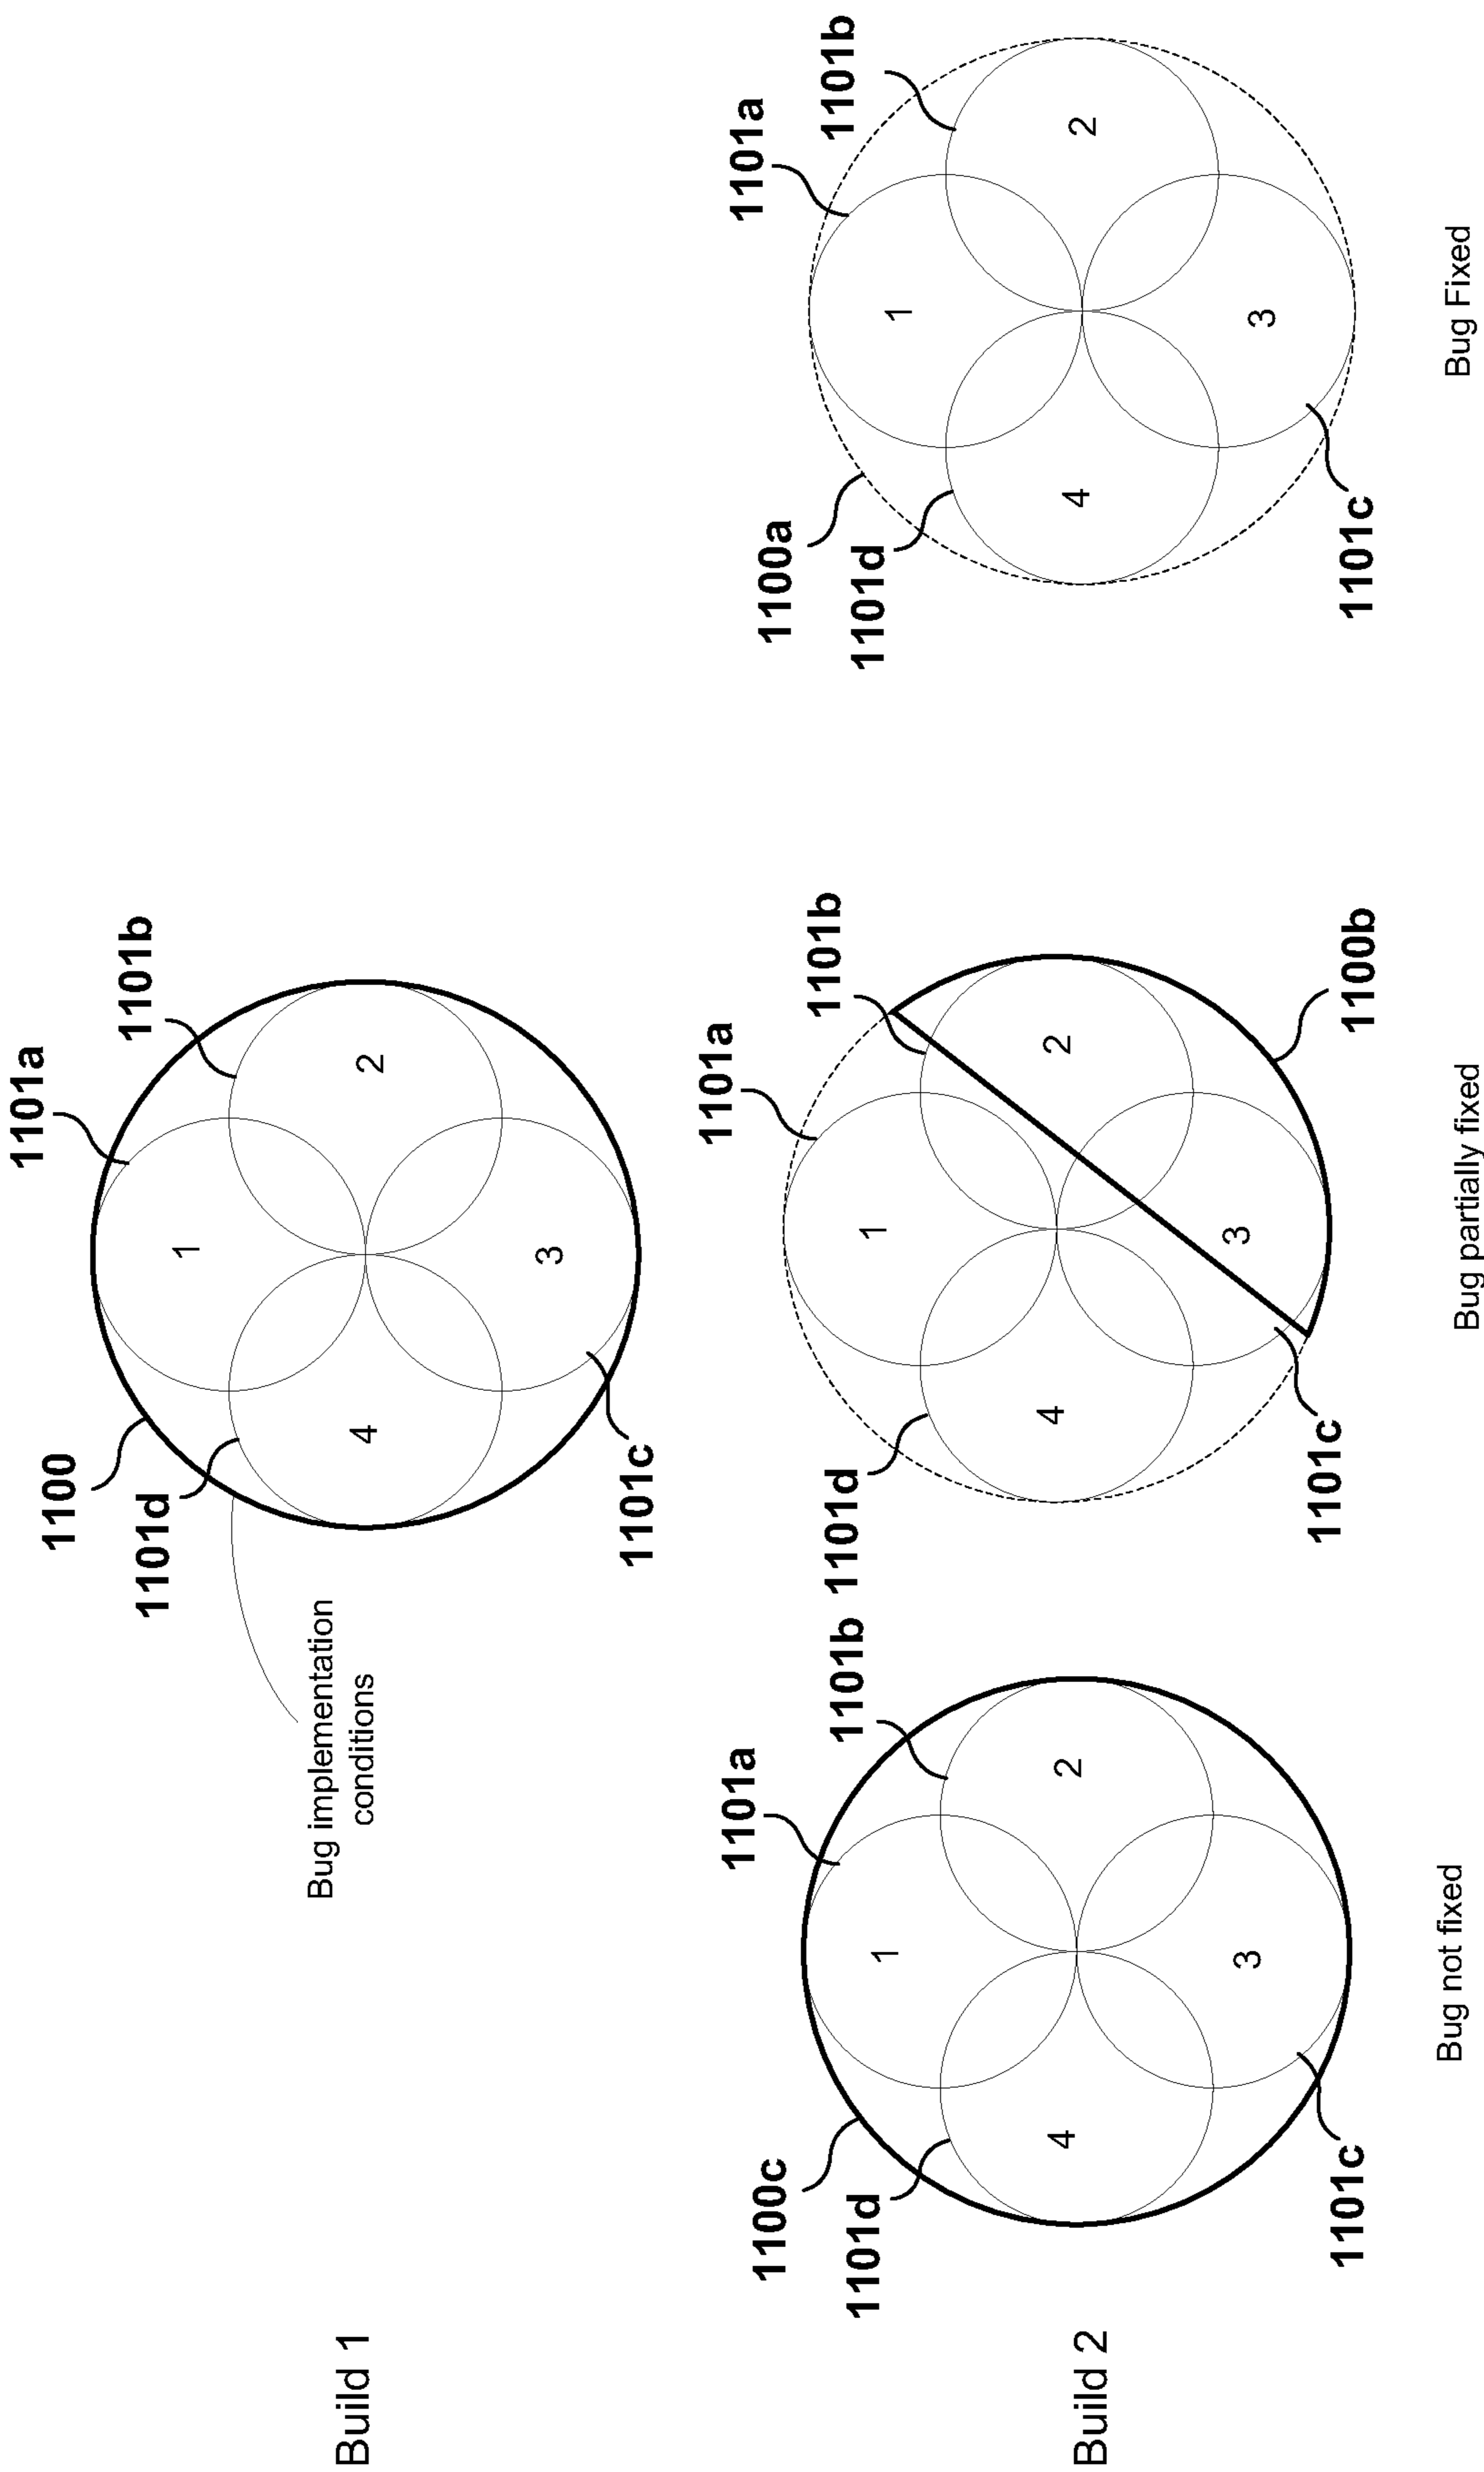 Build 1
Bug implementation
conditions
1100
1101d
1101a
1101b
1101c
1
2
3
4
Build 2
1100c
1101d
1101a
1101b
1101c
1
2
3
4
Bug not fixed
1101d
1101a
1101b
1101c
1100b
1
2
3
4
Bug partially fixed
1100a
1101d
1101a
1101b
1101c
1
2
3
4
Bug Fixed